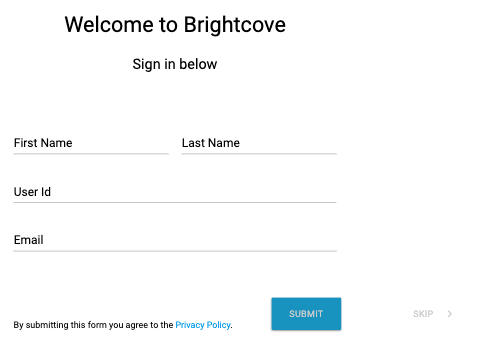 Welcome to Brightcove
Sign in below
First Name Last Name
User Id
Email
SUBMIT SKIP
By submitting this form you agree to the Privacy Policy.